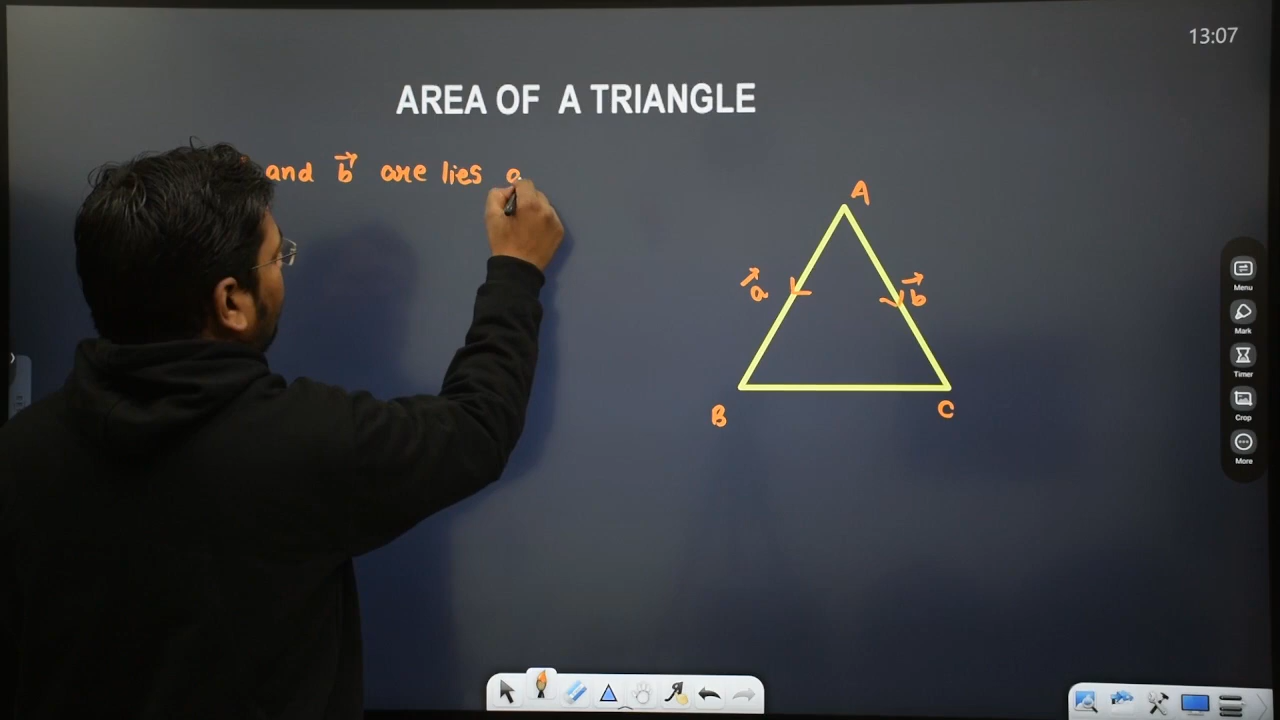 13:07
AREA OF A TRIANGLE
and b⃗ are lies
A
a⃗
b⃗
B
C
Menu
Mark
Timer
Crop
More